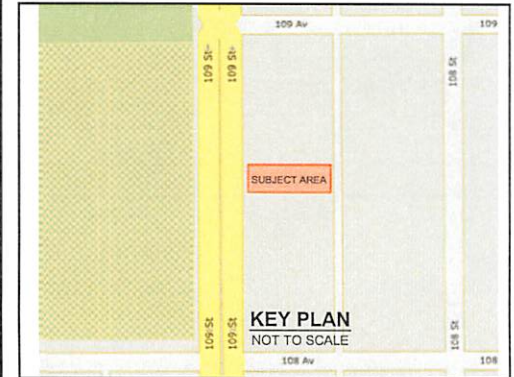 109 Av
109
109 St
109 St
108 St
SUBJECT AREA
109 St
109 St
KEY PLAN
NOT TO SCALE
108 St
108 Av
108